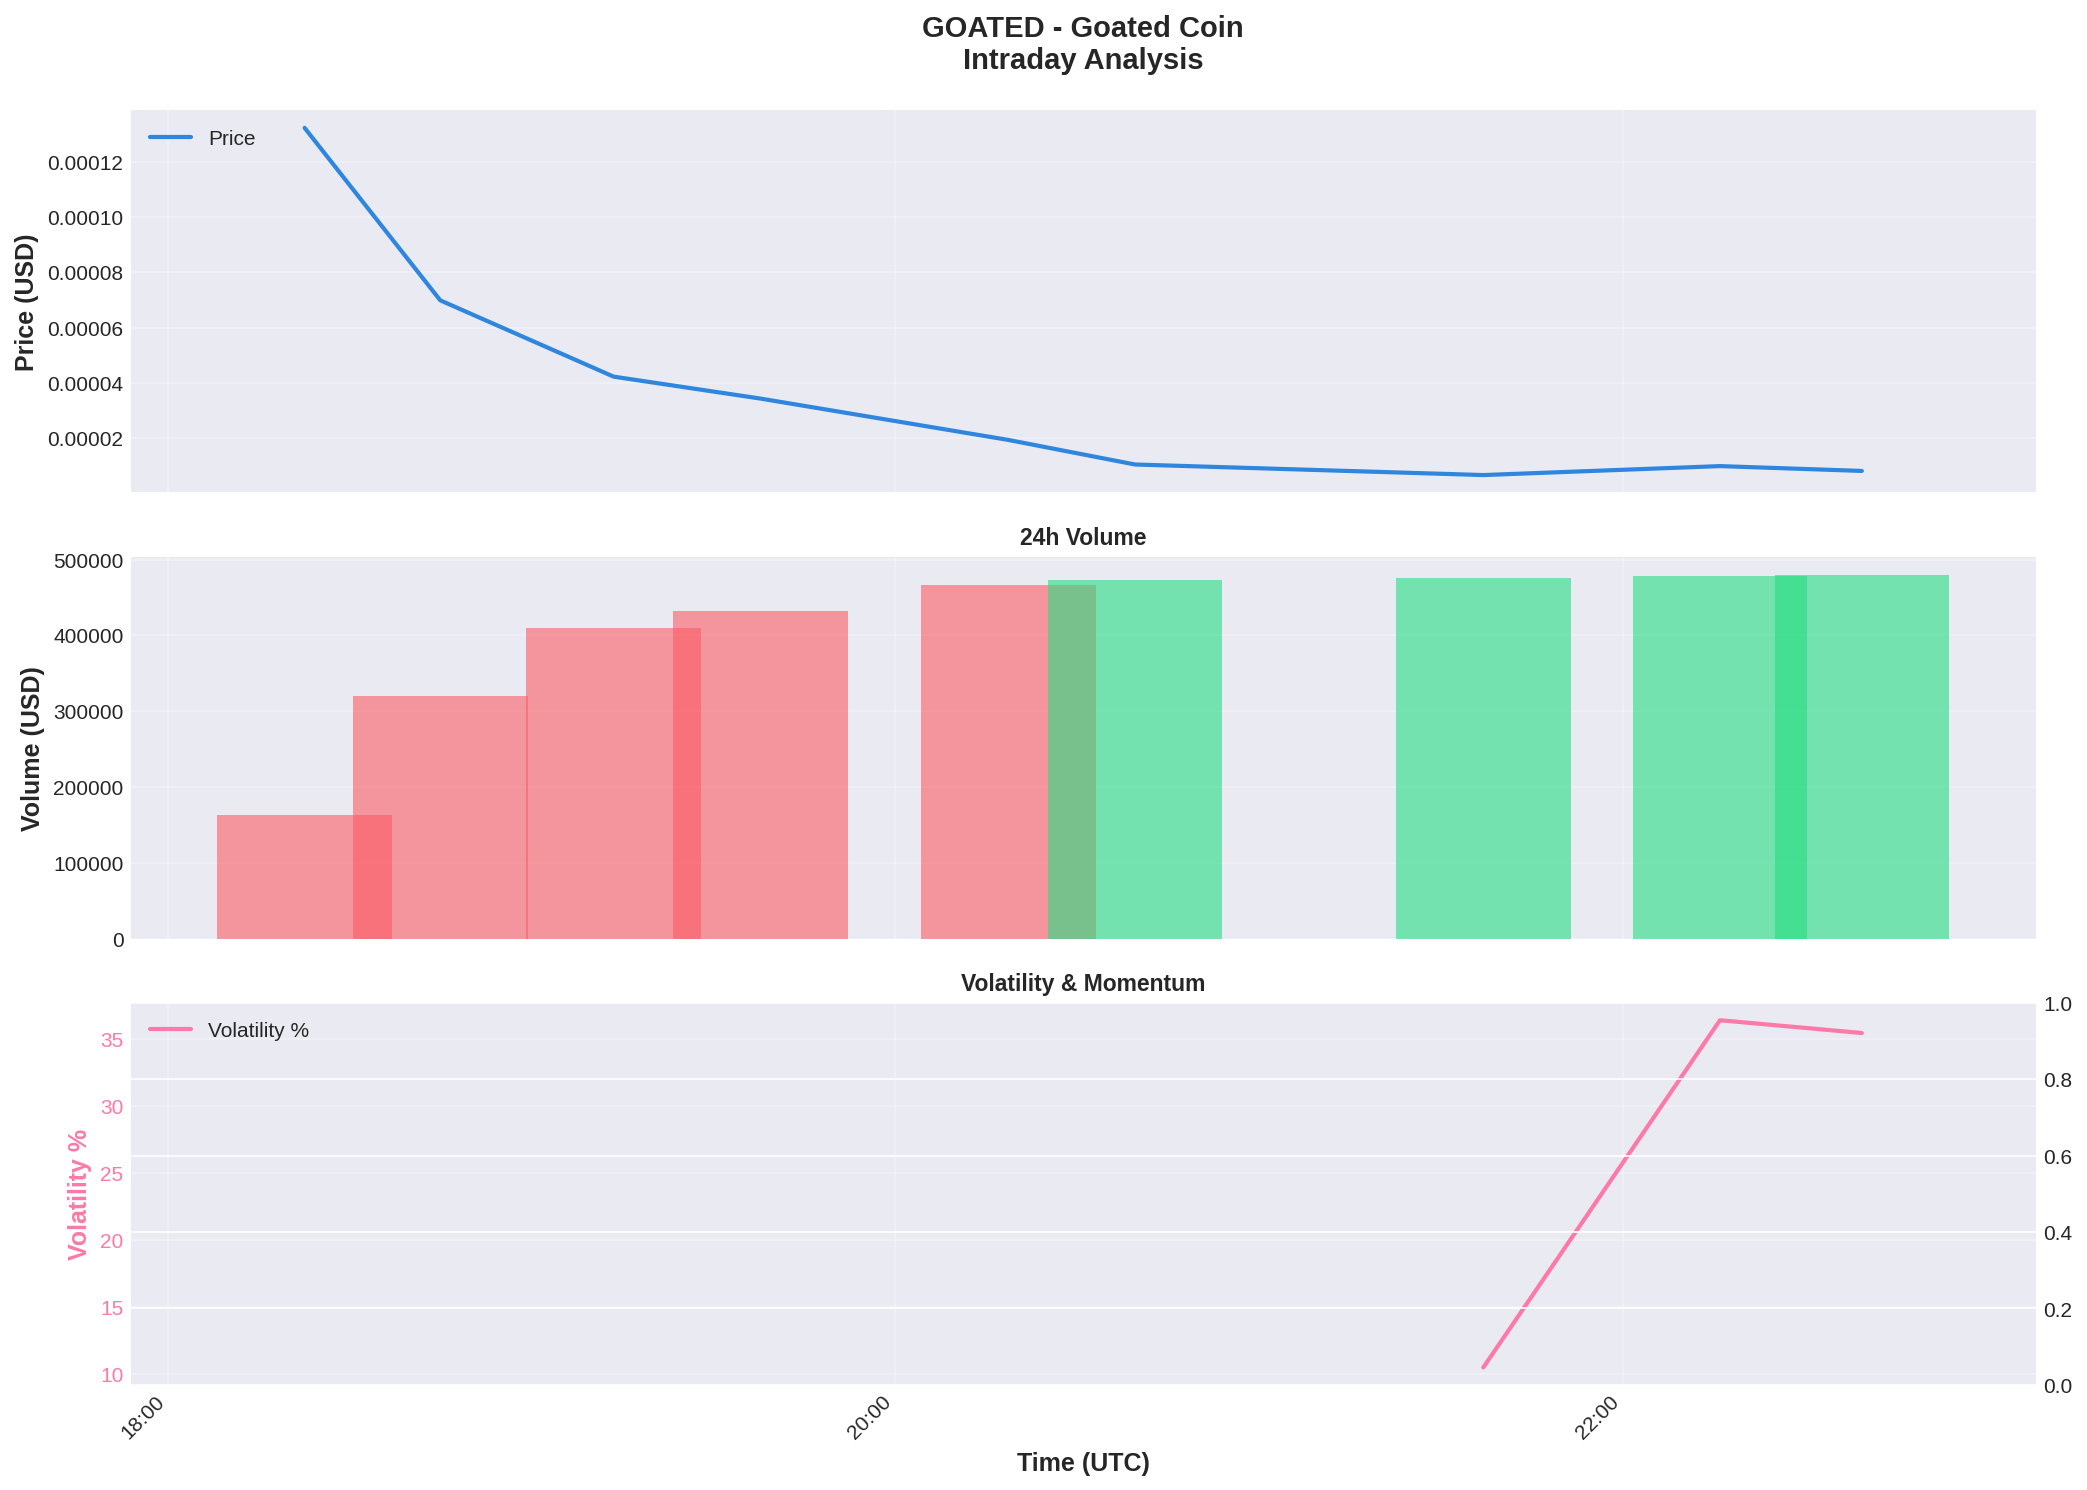 GOATED - Goated Coin
Intraday Analysis
Price
0.00012
0.00010
0.00008
0.00006
0.00004
0.00002
Price (USD)
24h Volume
500000
400000
300000
200000
100000
0
Volume (USD)
Volatility & Momentum
Volatility %
35
30
25
20
15
10
Volatility %
1.0
0.8
0.6
0.4
0.2
0.0
18:00
20:00
22:00
Time (UTC)